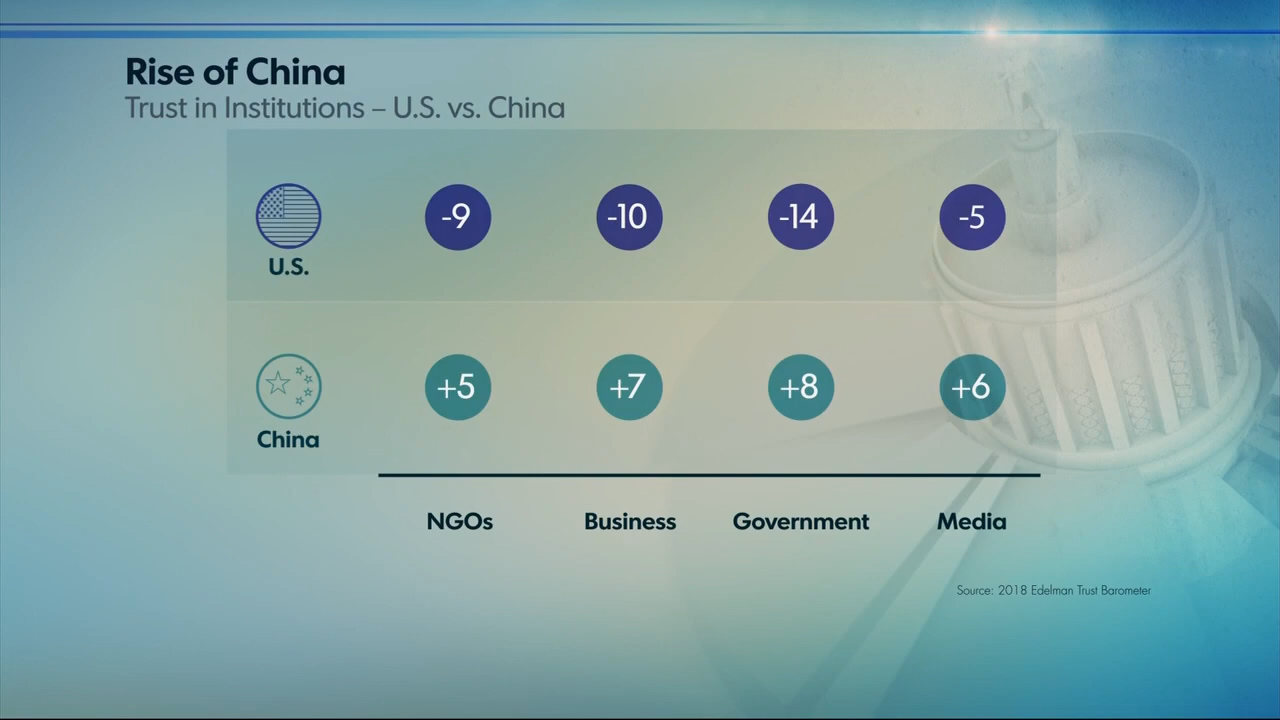 Rise of China
Trust in Institutions – U.S. vs. China
-9 -10 -14 -5
U.S.
+5 +7 +8 +6
China
NGOs Business Government Media
Source: 2018 Edelman Trust Barometer